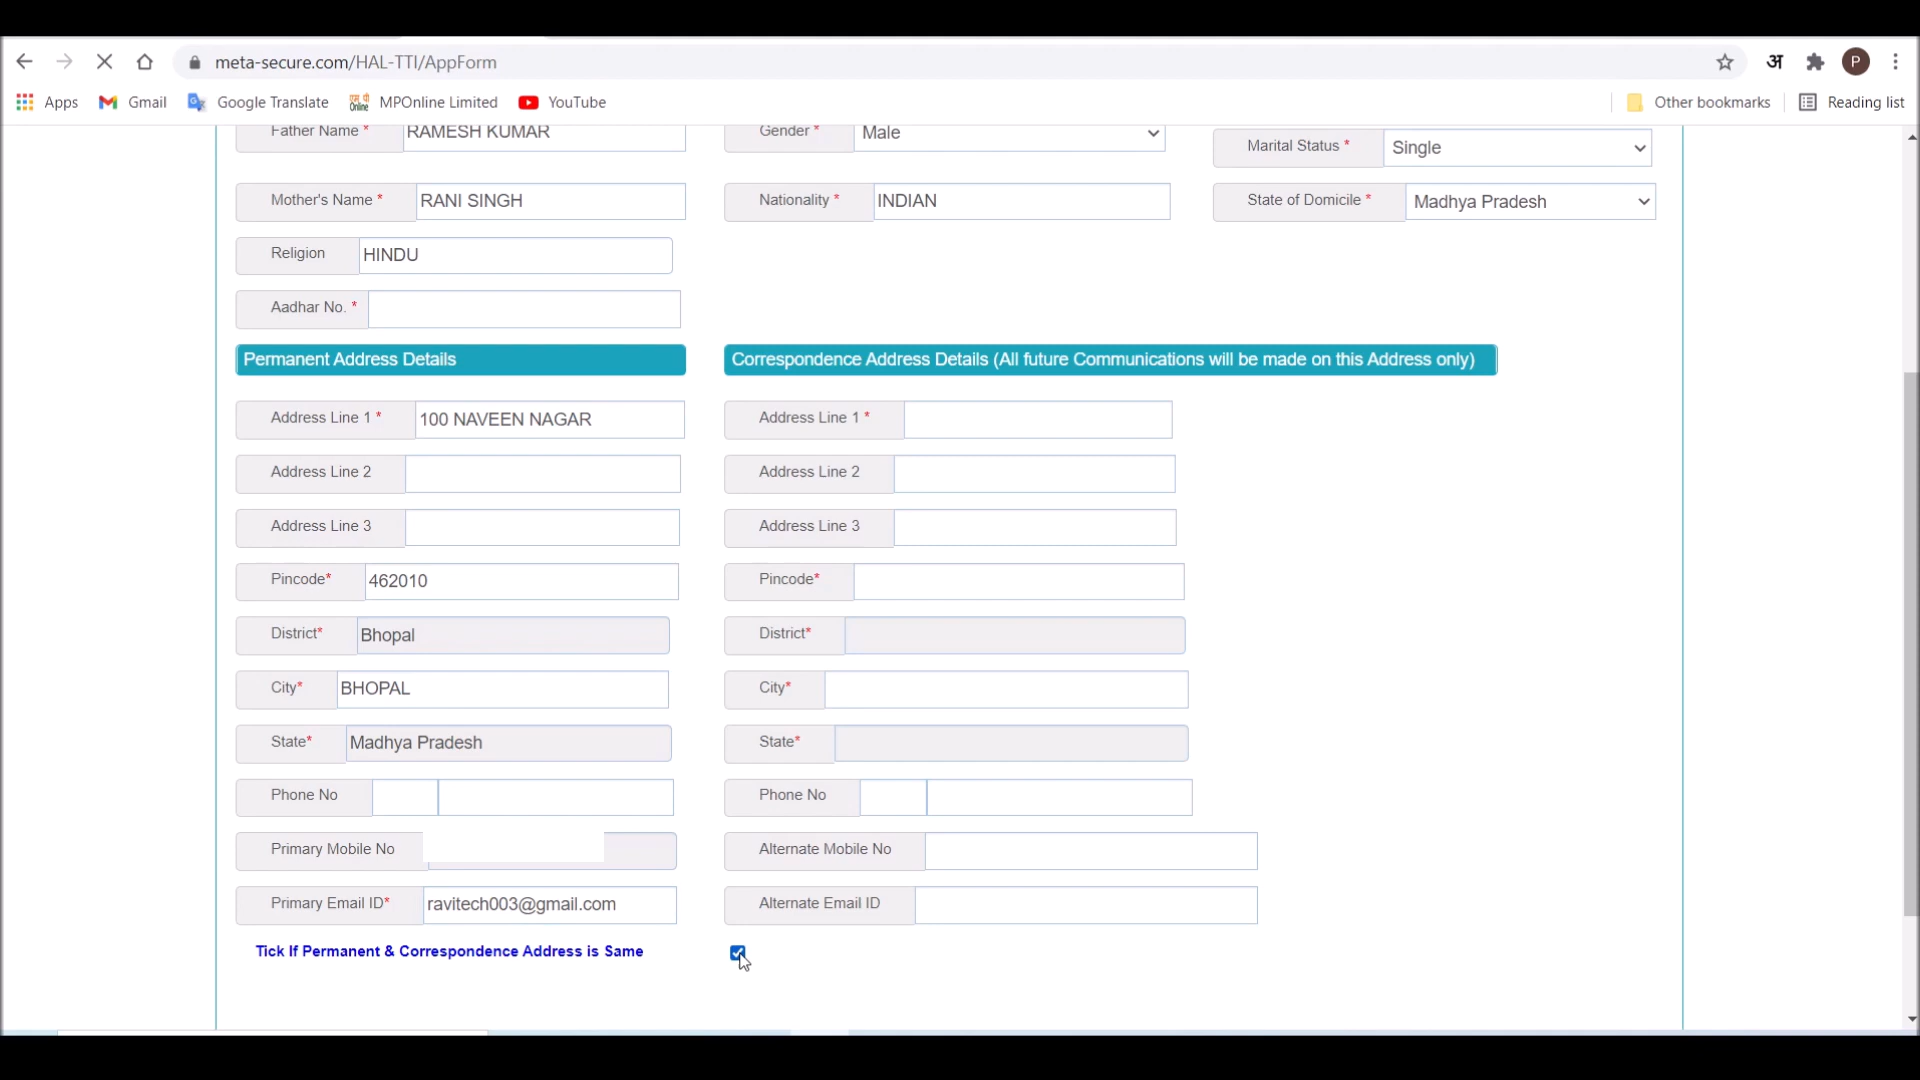 meta-secure.com/HAL-TTI/AppForm
अ
P
Apps Gmail Google Translate एमपी Online MPOnline Limited YouTube Other bookmarks Reading list
Father Name * RAMESH KUMAR Gender * Male Marital Status * Single
Mother's Name * RANI SINGH Nationality * INDIAN State of Domicile * Madhya Pradesh
Religion HINDU
Aadhar No. *
Permanent Address Details Correspondence Address Details (All future Communications will be made on this Address only)
Address Line 1 * 100 NAVEEN NAGAR Address Line 1 *
Address Line 2 Address Line 2
Address Line 3 Address Line 3
Pincode* 462010 Pincode*
District* Bhopal District*
City* BHOPAL City*
State* Madhya Pradesh State*
Phone No Phone No
Primary Mobile No Alternate Mobile No
Primary Email ID* ravitech003@gmail.com Alternate Email ID
Tick If Permanent & Correspondence Address is Same